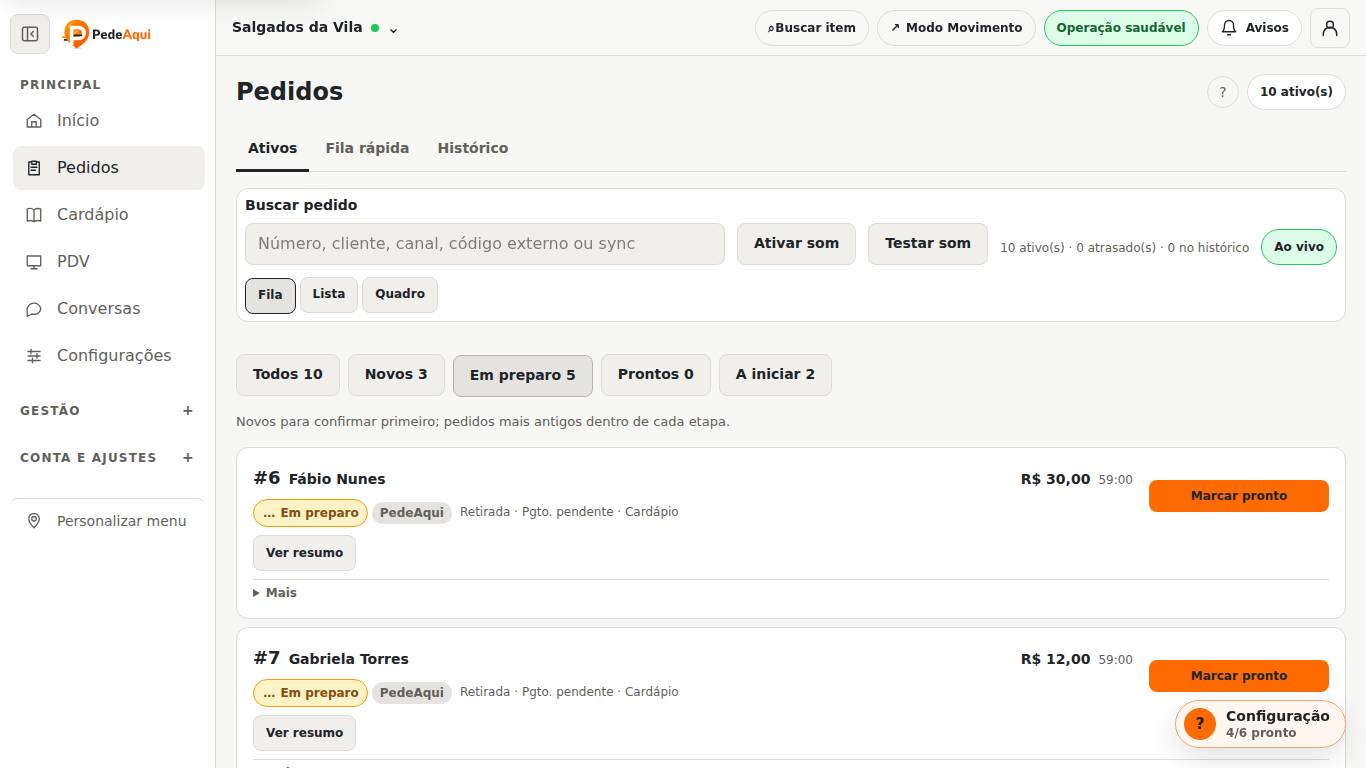 PedeAqui
PRINCIPAL
Início
Pedidos
Cardápio
PDV
Conversas
Configurações
GESTÃO +
CONTA E AJUSTES +
Personalizar menu
Salgados da Vila
Buscar item
↗ Modo Movimento
Operação saudável
Avisos
Pedidos
?
10 ativo(s)
Ativos
Fila rápida
Histórico
Buscar pedido
Número, cliente, canal, código externo ou sync
Ativar som
Testar som
10 ativo(s) · 0 atrasado(s) · 0 no histórico
Ao vivo
Fila
Lista
Quadro
Todos 10
Novos 3
Em preparo 5
Prontos 0
A iniciar 2
Novos para confirmar primeiro; pedidos mais antigos dentro de cada etapa.
#6 Fábio Nunes
R$ 30,00 59:00
Marcar pronto
... Em preparo PedeAqui Retirada · Pgto. pendente · Cardápio
Ver resumo
Mais
#7 Gabriela Torres
R$ 12,00 59:00
Marcar pronto
... Em preparo PedeAqui Retirada · Pgto. pendente · Cardápio
Ver resumo
?
Configuração
4/6 pronto